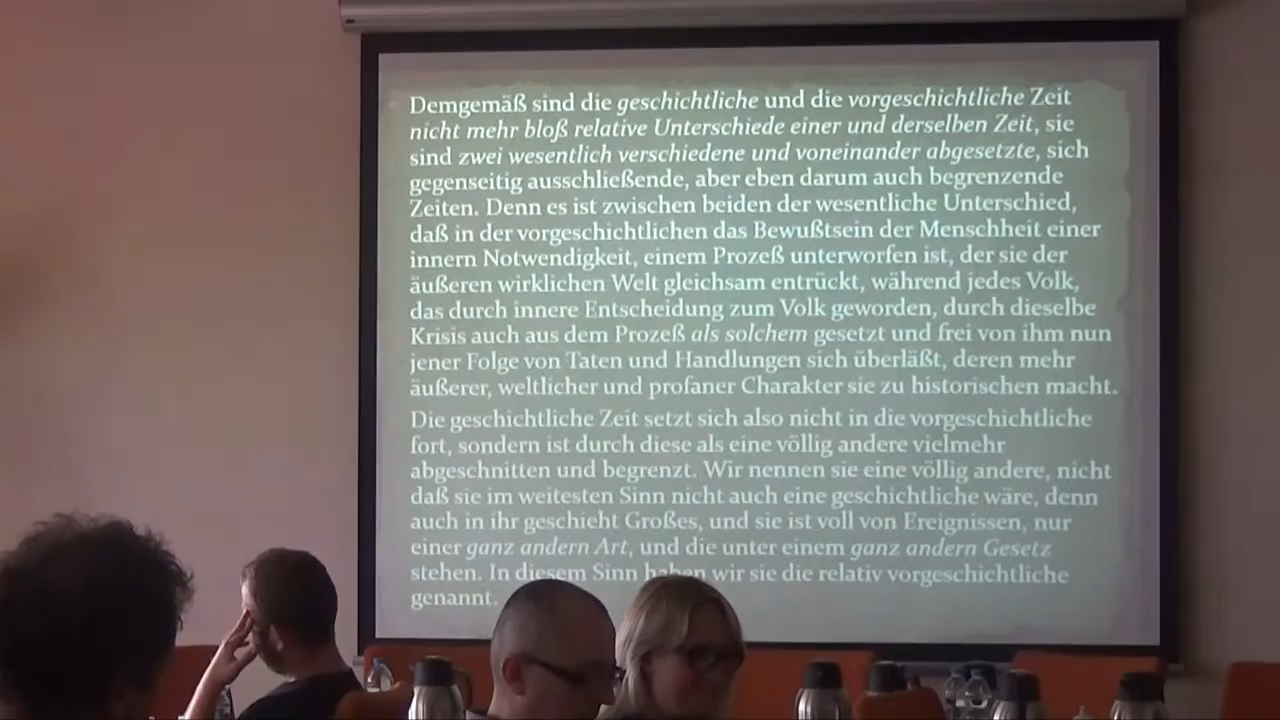 Demgemäß sind die geschichtliche und die vorgeschichtliche Zeit
nicht mehr bloß relative Unterschiede einer und derselben Zeit, sie
sind zwei wesentlich verschiedene und voneinander abgesetzte, sich
gegenseitig ausschließende, aber eben darum auch begrenzende
Zeiten. Denn es ist zwischen beiden der wesentliche Unterschied,
daß in der vorgeschichtlichen das Bewußtsein der Menschheit einer
innern Notwendigkeit, einem Prozeß unterworfen ist, der sie der
äußeren wirklichen Welt gleichsam entrückt, während jedes Volk,
das durch innere Entscheidung zum Volk geworden, durch dieselbe
Krisis auch aus dem Prozeß als solchem gesetzt und frei von ihm nun
jener Folge von Taten und Handlungen sich überläßt, deren mehr
äußerer, weltlicher und profaner Charakter sie zu historischen macht.
Die geschichtliche Zeit setzt sich also nicht in die vorgeschichtliche
fort, sondern ist durch diese als eine völlig andere vielmehr
abgeschnitten und begrenzt. Wir nennen sie eine völlig andere, nicht
daß sie im weitesten Sinn nicht auch eine geschichtliche wäre, denn
auch in ihr geschieht Großes, und sie ist voll von Ereignissen, nur
einer ganz andern Art, und die unter einem ganz andern Gesetz
stehen. In diesem Sinn haben wir sie die relativ vorgeschichtliche
genannt.